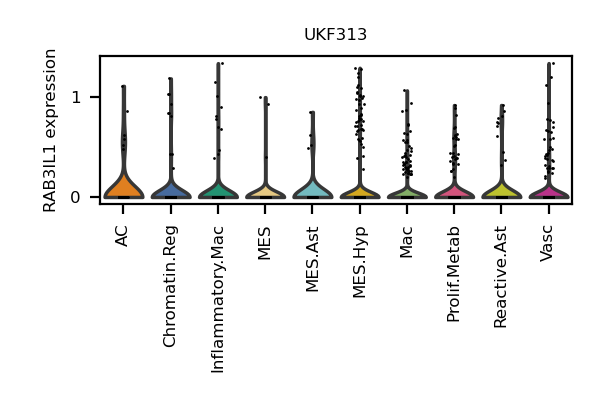 UKF313
RAB3IL1 expression
1
0
AC
Chromatin.Reg
Inflammatory.Mac
MES
MES.Ast
MES.Hyp
Mac
Prolif.Metab
Reactive.Ast
Vasc